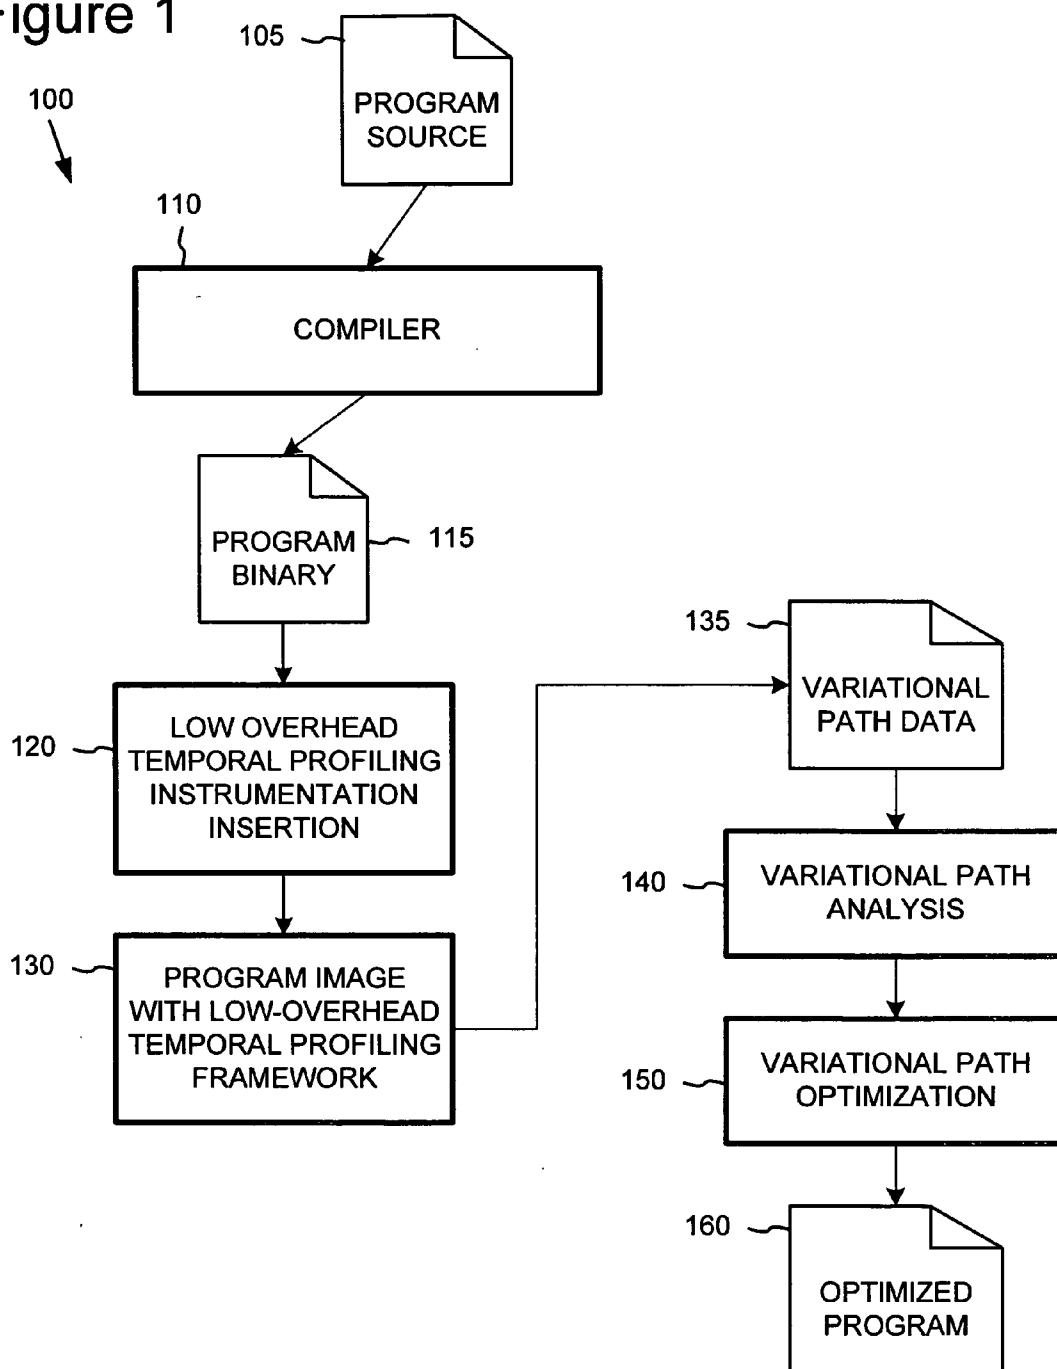 Figure 1
105
PROGRAM
SOURCE
100
110
COMPILER
PROGRAM
BINARY
115
120
LOW OVERHEAD
TEMPORAL PROFILING
INSTRUMENTATION
INSERTION
130
PROGRAM IMAGE
WITH LOW-OVERHEAD
TEMPORAL PROFILING
FRAMEWORK
135
VARIATIONAL
PATH DATA
140
VARIATIONAL PATH
ANALYSIS
150
VARIATIONAL PATH
OPTIMIZATION
160
OPTIMIZED
PROGRAM